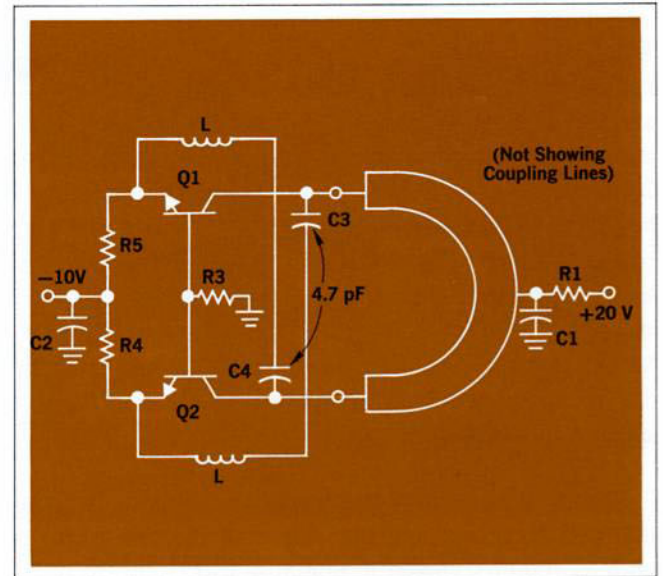 L
(Not Showing
Coupling Lines)
Q1
C3
R5
–10V
R3
R1
4.7 pF
+20 V
C2
R4
C4
C1
Q2
L